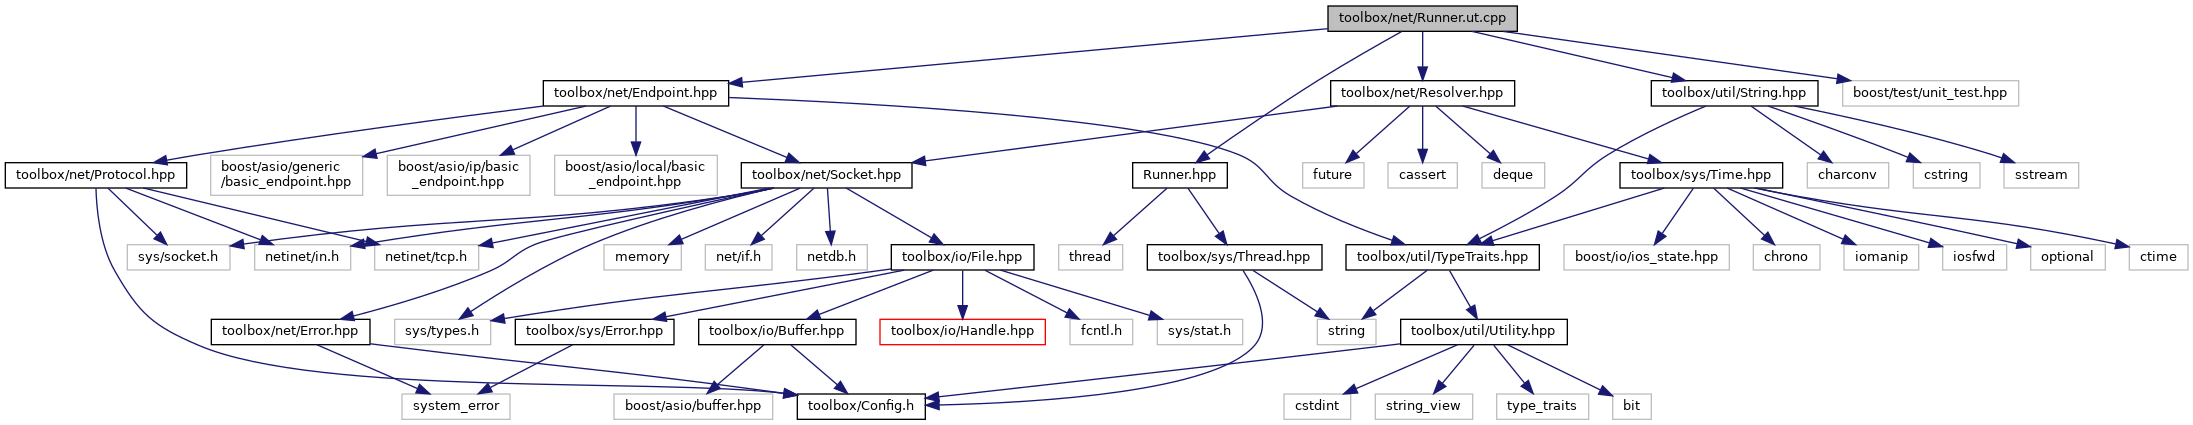 toolbox/net/Runner.ut.cpp
toolbox/net/Endpoint.hpp
toolbox/net/Resolver.hpp
toolbox/util/String.hpp
boost/test/unit_test.hpp
toolbox/net/Protocol.hpp
boost/asio/generic
/basic_endpoint.hpp
boost/asio/ip/basic
_endpoint.hpp
boost/asio/local/basic
_endpoint.hpp
toolbox/net/Socket.hpp
Runner.hpp
future
cassert
deque
toolbox/sys/Time.hpp
charconv
cstring
sstream
sys/socket.h
netinet/in.h
netinet/tcp.h
memory
net/if.h
netdb.h
toolbox/io/File.hpp
thread
toolbox/sys/Thread.hpp
toolbox/util/TypeTraits.hpp
boost/io/ios_state.hpp
chrono
iomanip
iosfwd
optional
ctime
toolbox/net/Error.hpp
sys/types.h
toolbox/sys/Error.hpp
toolbox/io/Buffer.hpp
toolbox/io/Handle.hpp
fcntl.h
sys/stat.h
string
toolbox/util/Utility.hpp
system_error
boost/asio/buffer.hpp
toolbox/Config.h
cstdint
string_view
type_traits
bit